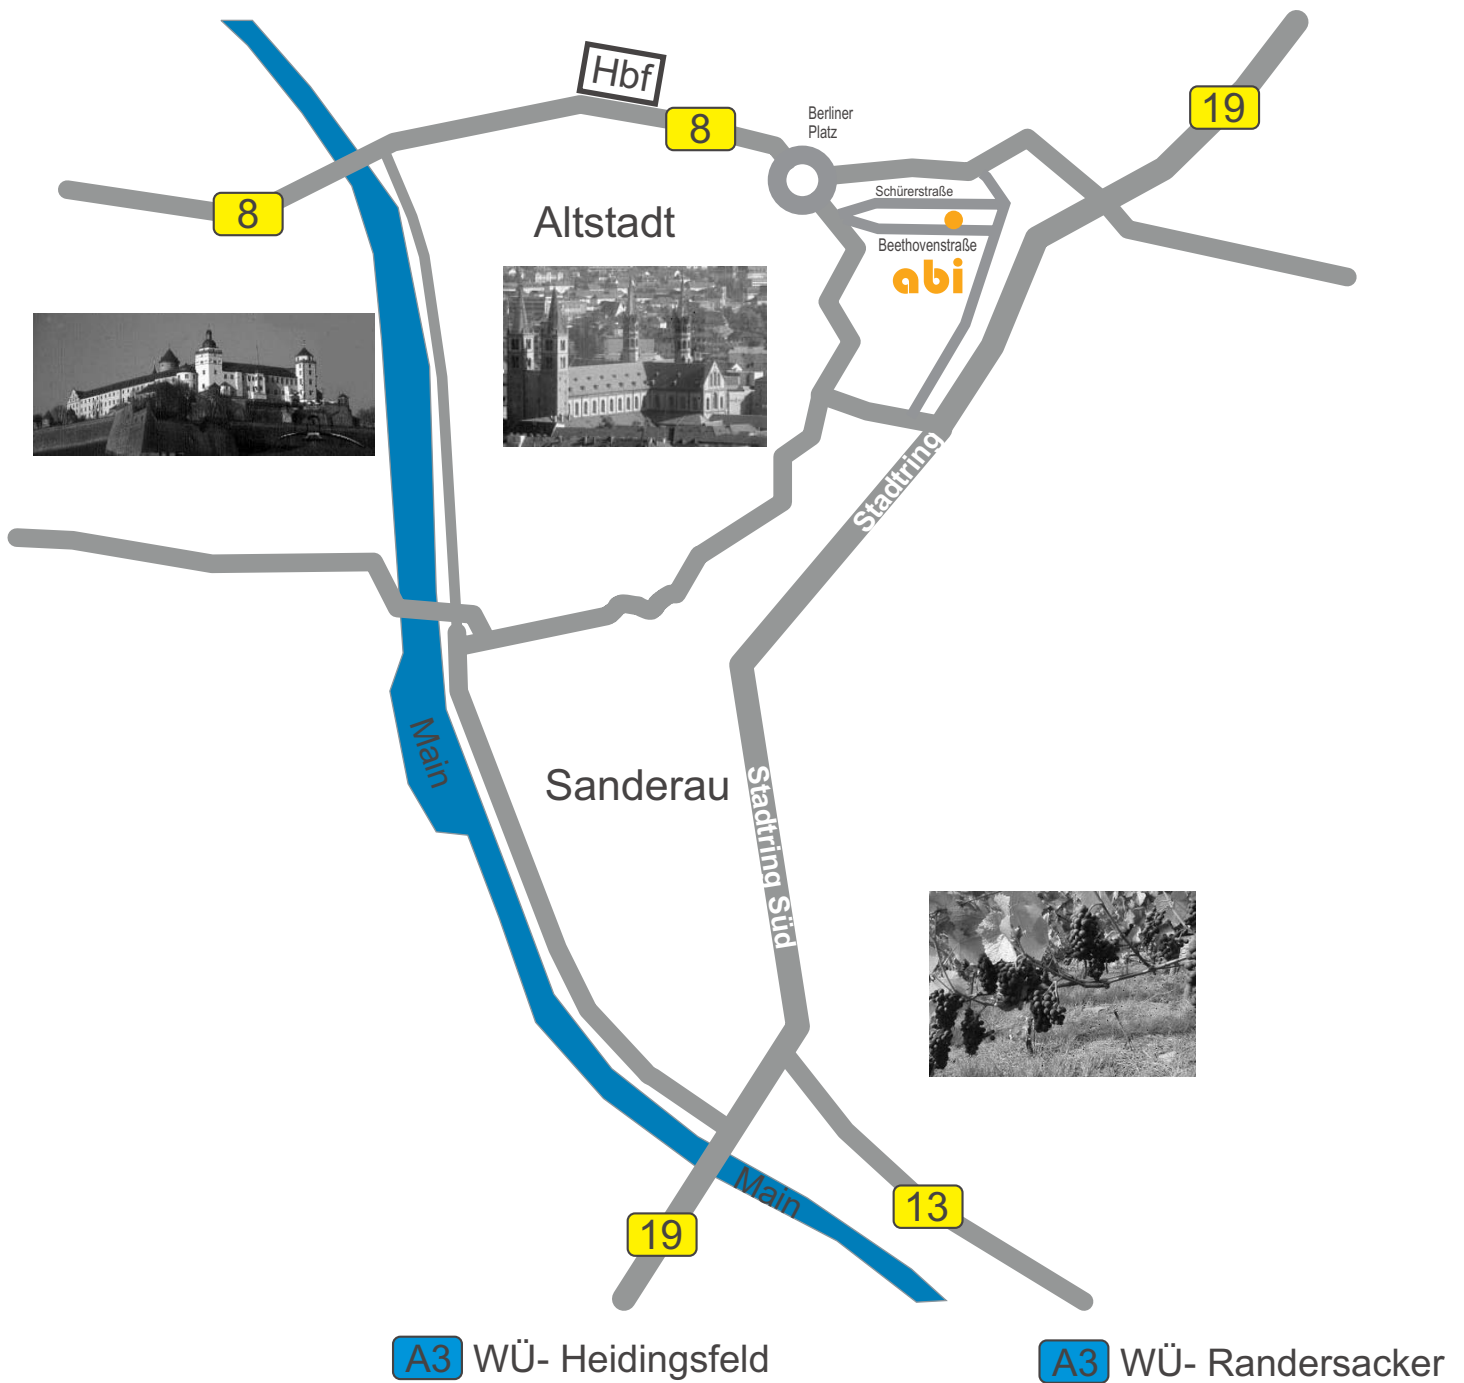 Hbf
19
8
Berliner
Platz
8
Schürerstraße
Altstadt
Beethovenstraße
abi
Stadtring
Main
Sanderau
Stadtring Süd
Main
13
19
A3 WÜ- Heidingsfeld
A3 WÜ- Randersacker